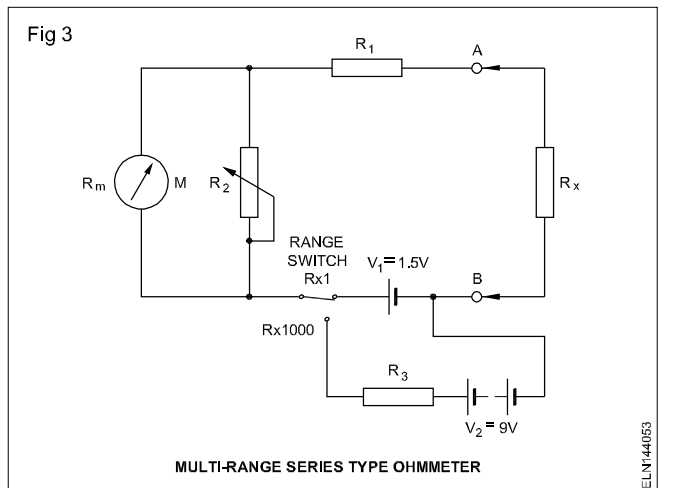 Fig 3
R1
A
Rm
M
R2
Rx
RANGE
SWITCH
Rx1
V1= 1.5V
B
Rx1000
R3
V2= 9V
MULTI-RANGE SERIES TYPE OHMMETER
ELN144053